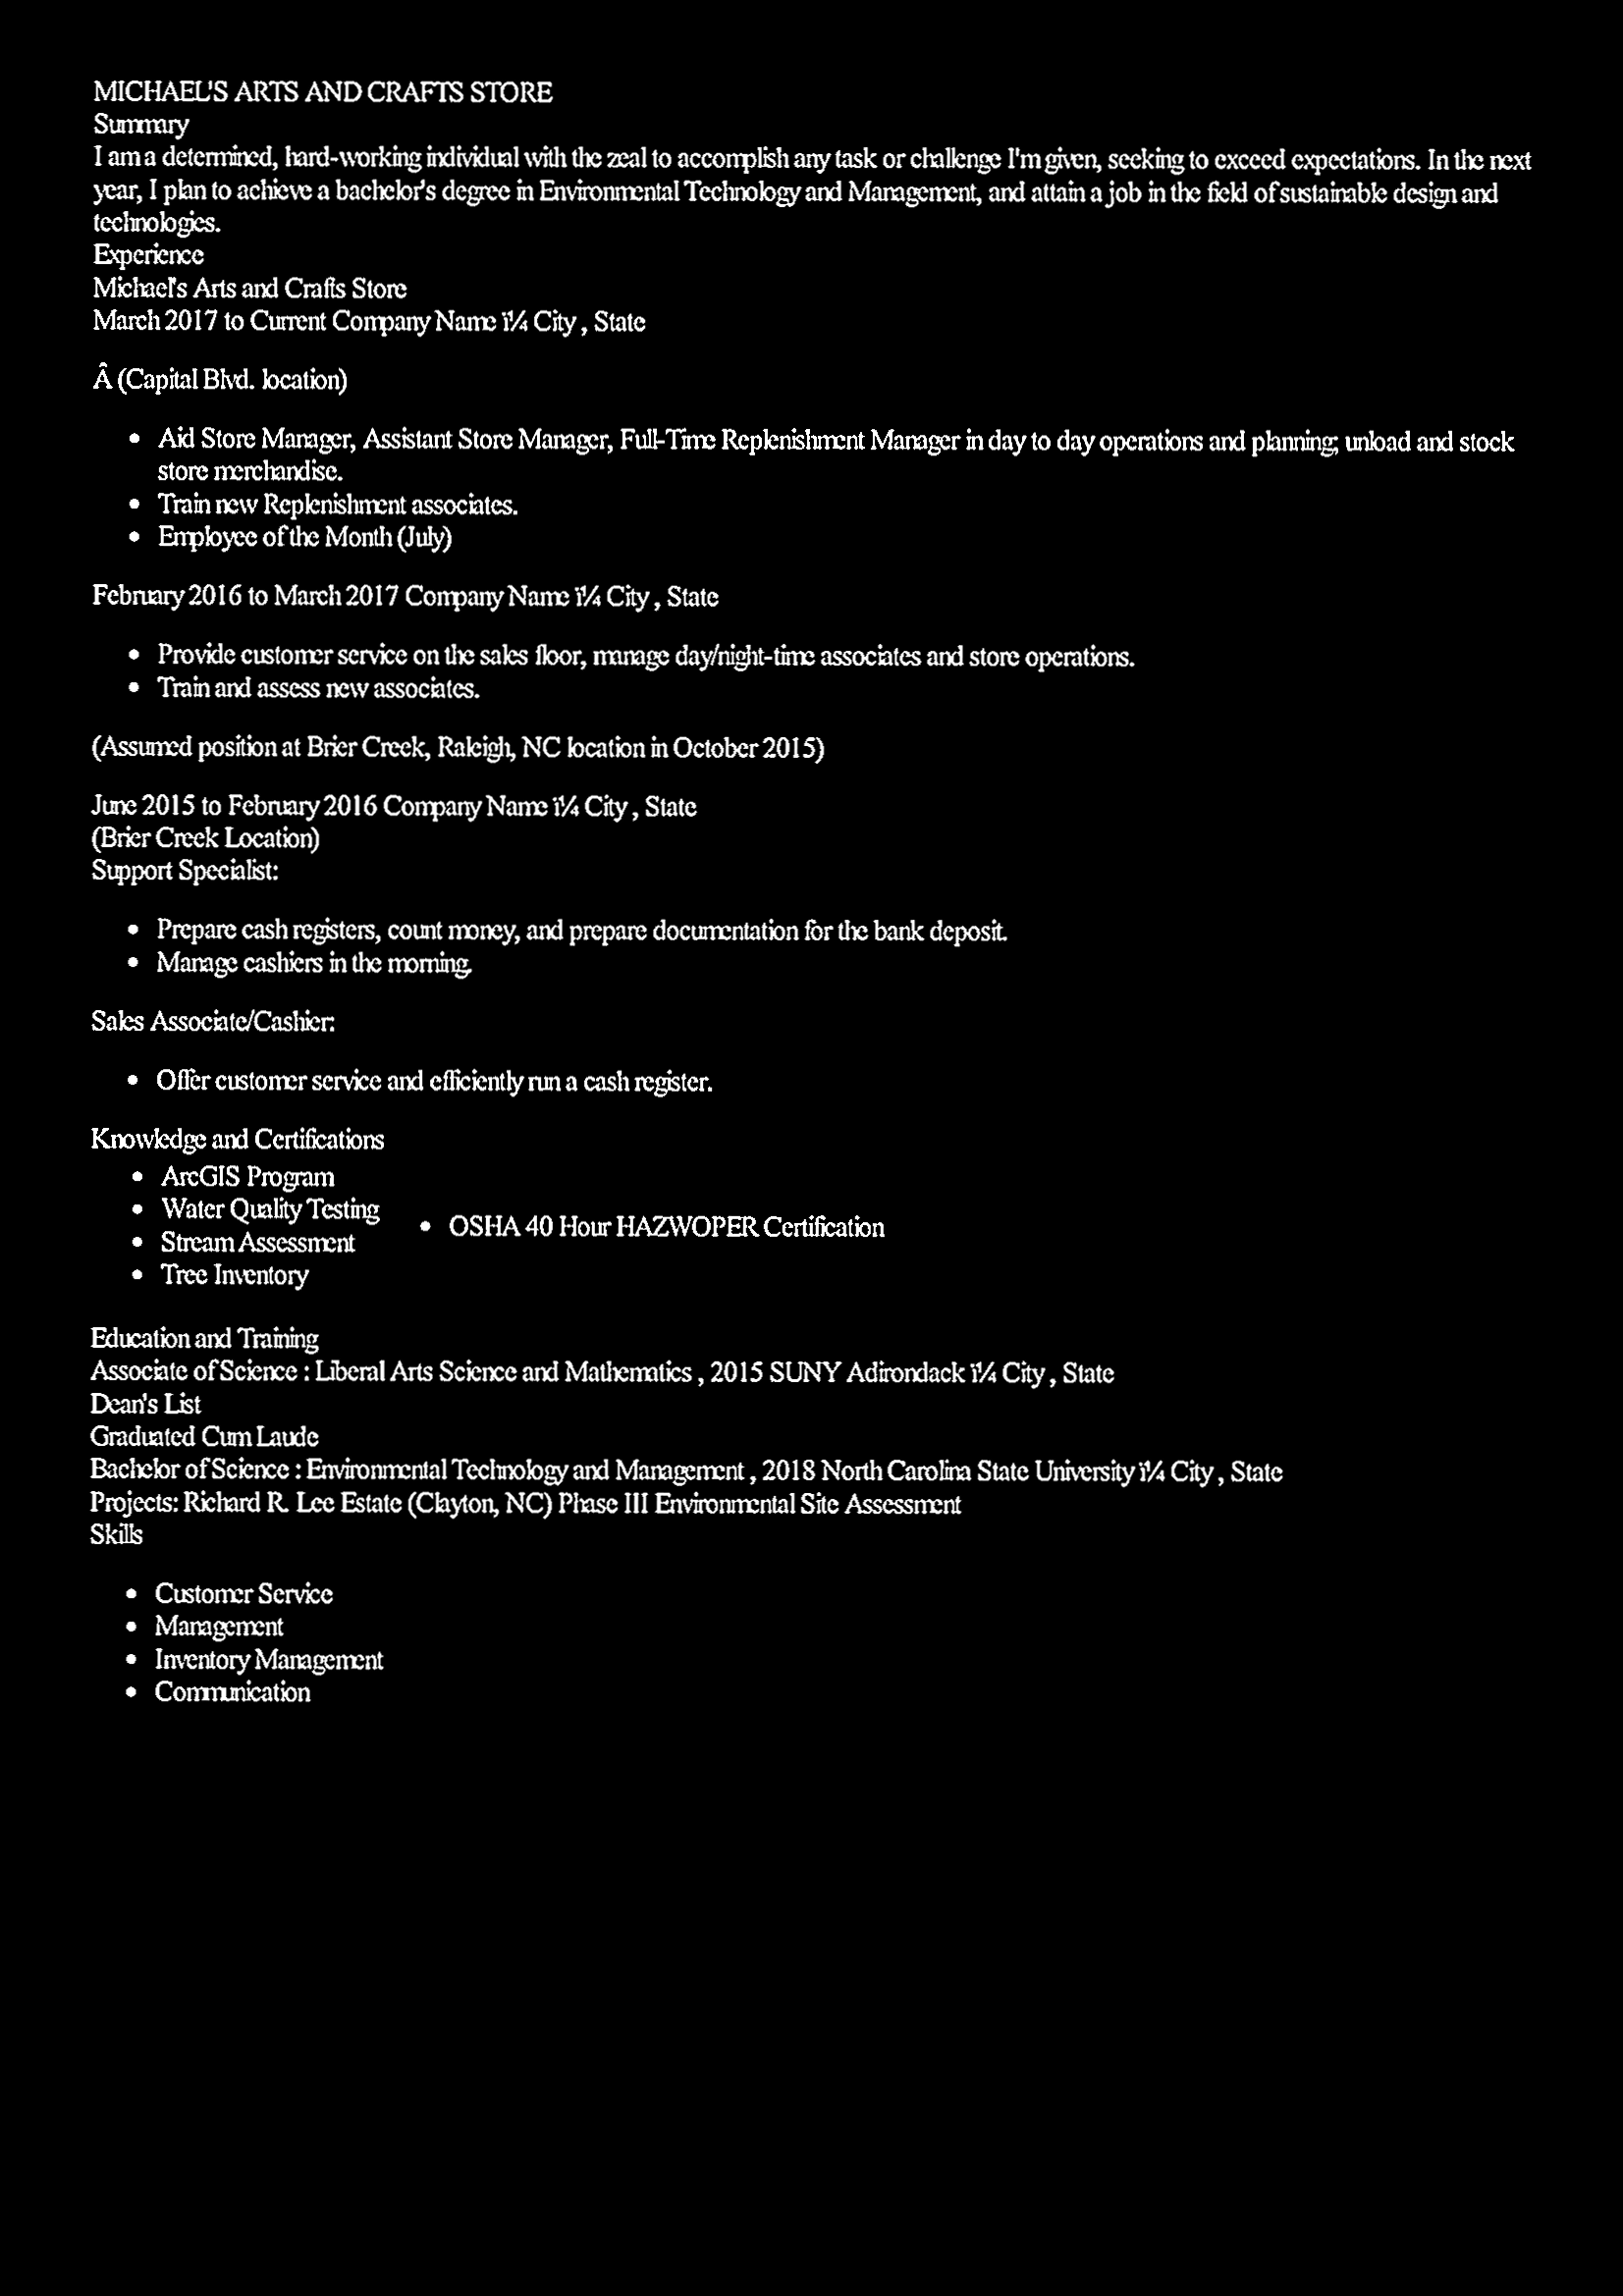 MICHAEL'S ARTS AND CRAFTS STORE
Summary
I am a determined, hard-working individual with the zeal to accomplish any task or challenge I'm given, seeking to exceed expectations. In the next
year, I plan to achieve a bachelor's degree in Environmental Technology and Management, and attain a job in the field of sustainable design and
technologies.
Experience
Michael's Arts and Crafts Store
March 2017 to Current Company Name ï¼ City , State
Â (Capital Blvd. location)
• Aid Store Manager, Assistant Store Manager, Full-Time Replenishment Manager in day to day operations and planning; unload and stock
store merchandise.
• Train new Replenishment associates.
• Employee of the Month (July)
February 2016 to March 2017 Company Name ï¼ City , State
• Provide customer service on the sales floor, manage day/night-time associates and store operations.
• Train and assess new associates.
(Assumed position at Brier Creek, Raleigh, NC location in October 2015)
June 2015 to February 2016 Company Name ï¼ City , State
(Brier Creek Location)
Support Specialist:
• Prepare cash registers, count money, and prepare documentation for the bank deposit.
• Manage cashiers in the morning.
Sales Associate/Cashier:
• Offer customer service and efficiently run a cash register.
Knowledge and Certifications
• ArcGIS Program
• Water Quality Testing
• Stream Assessment
• Tree Inventory
• OSHA 40 Hour HAZWOPER Certification
Education and Training
Associate of Science : Liberal Arts Science and Mathematics , 2015 SUNY Adirondack ï¼ City , State
Dean's List
Graduated Cum Laude
Bachelor of Science : Environmental Technology and Management , 2018 North Carolina State University ï¼ City , State
Projects: Richard R. Lee Estate (Clayton, NC) Phase III Environmental Site Assessment
Skills
• Customer Service
• Management
• Inventory Management
• Communication